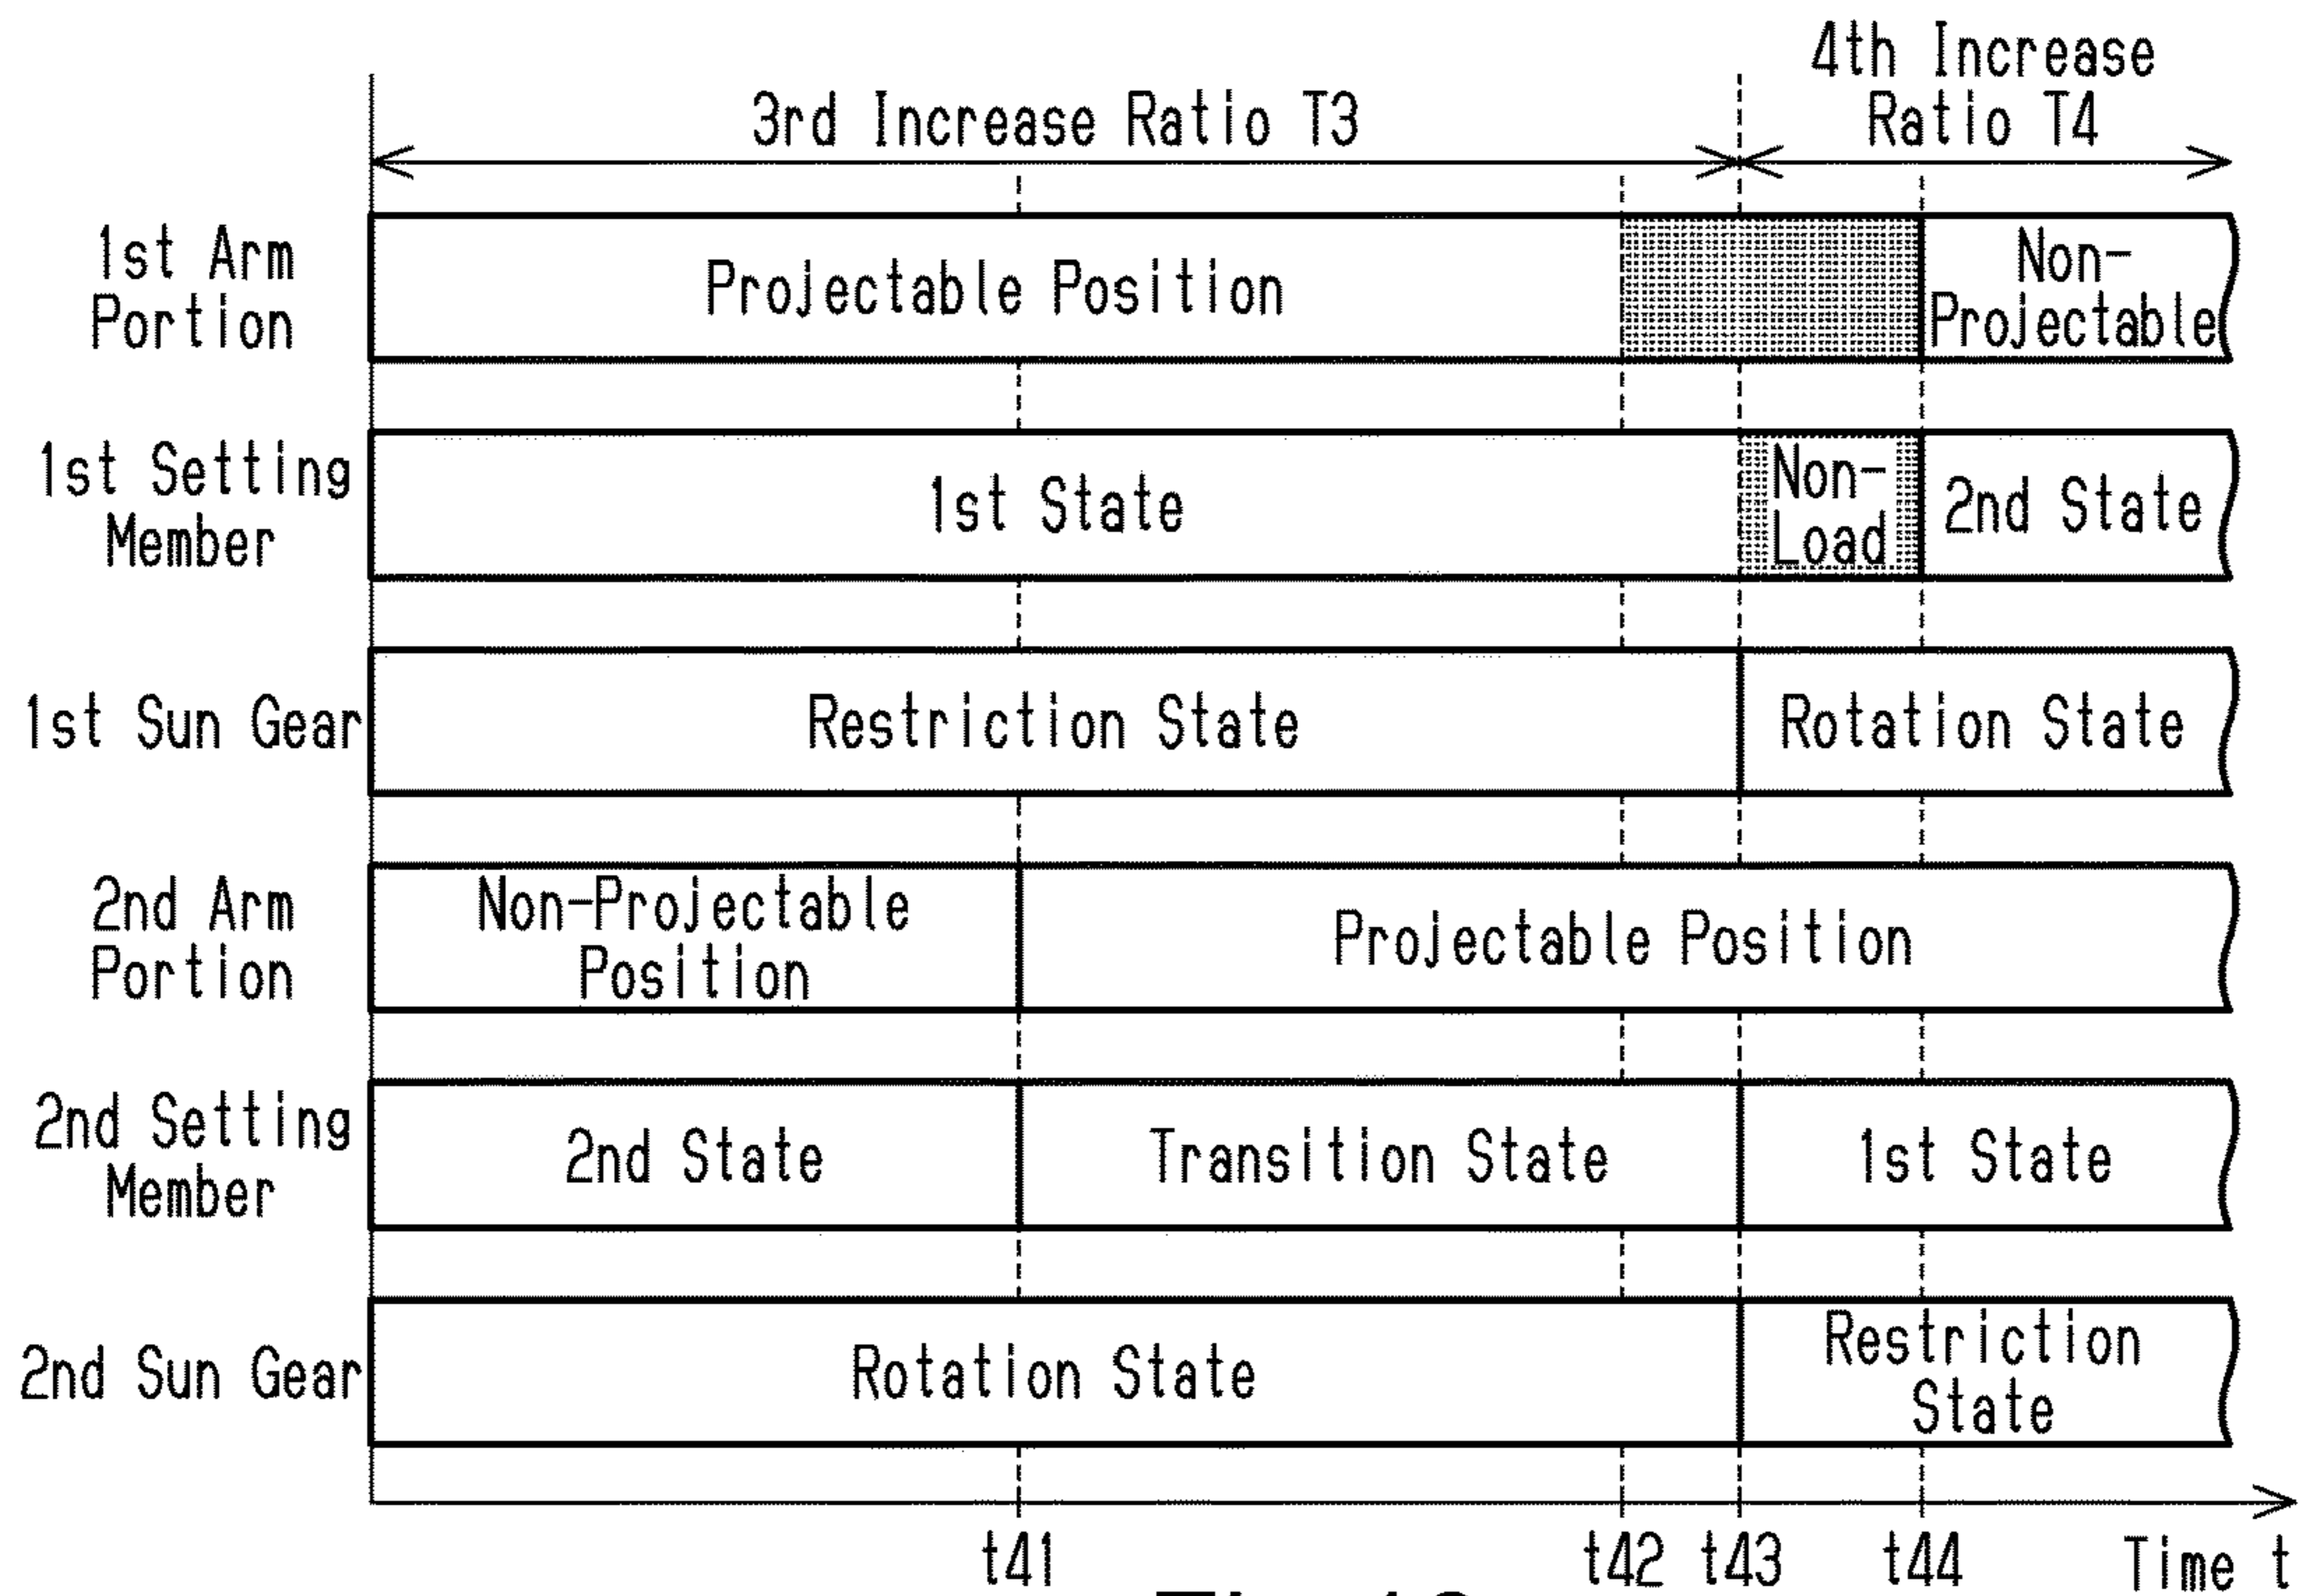 4th Increase
Ratio T4
3rd Increase Ratio T3
1st Arm
Portion
Projectable Position
Non-
Projectable
1st Setting
Member
1st State
Non-
Load
2nd State
1st Sun Gear
Restriction State
Rotation State
2nd Arm
Portion
Non-Projectable
Position
Projectable Position
2nd Setting
Member
2nd State
Transition State
1st State
2nd Sun Gear
Rotation State
Restriction
State
t41
t42
t43
t44
Time t